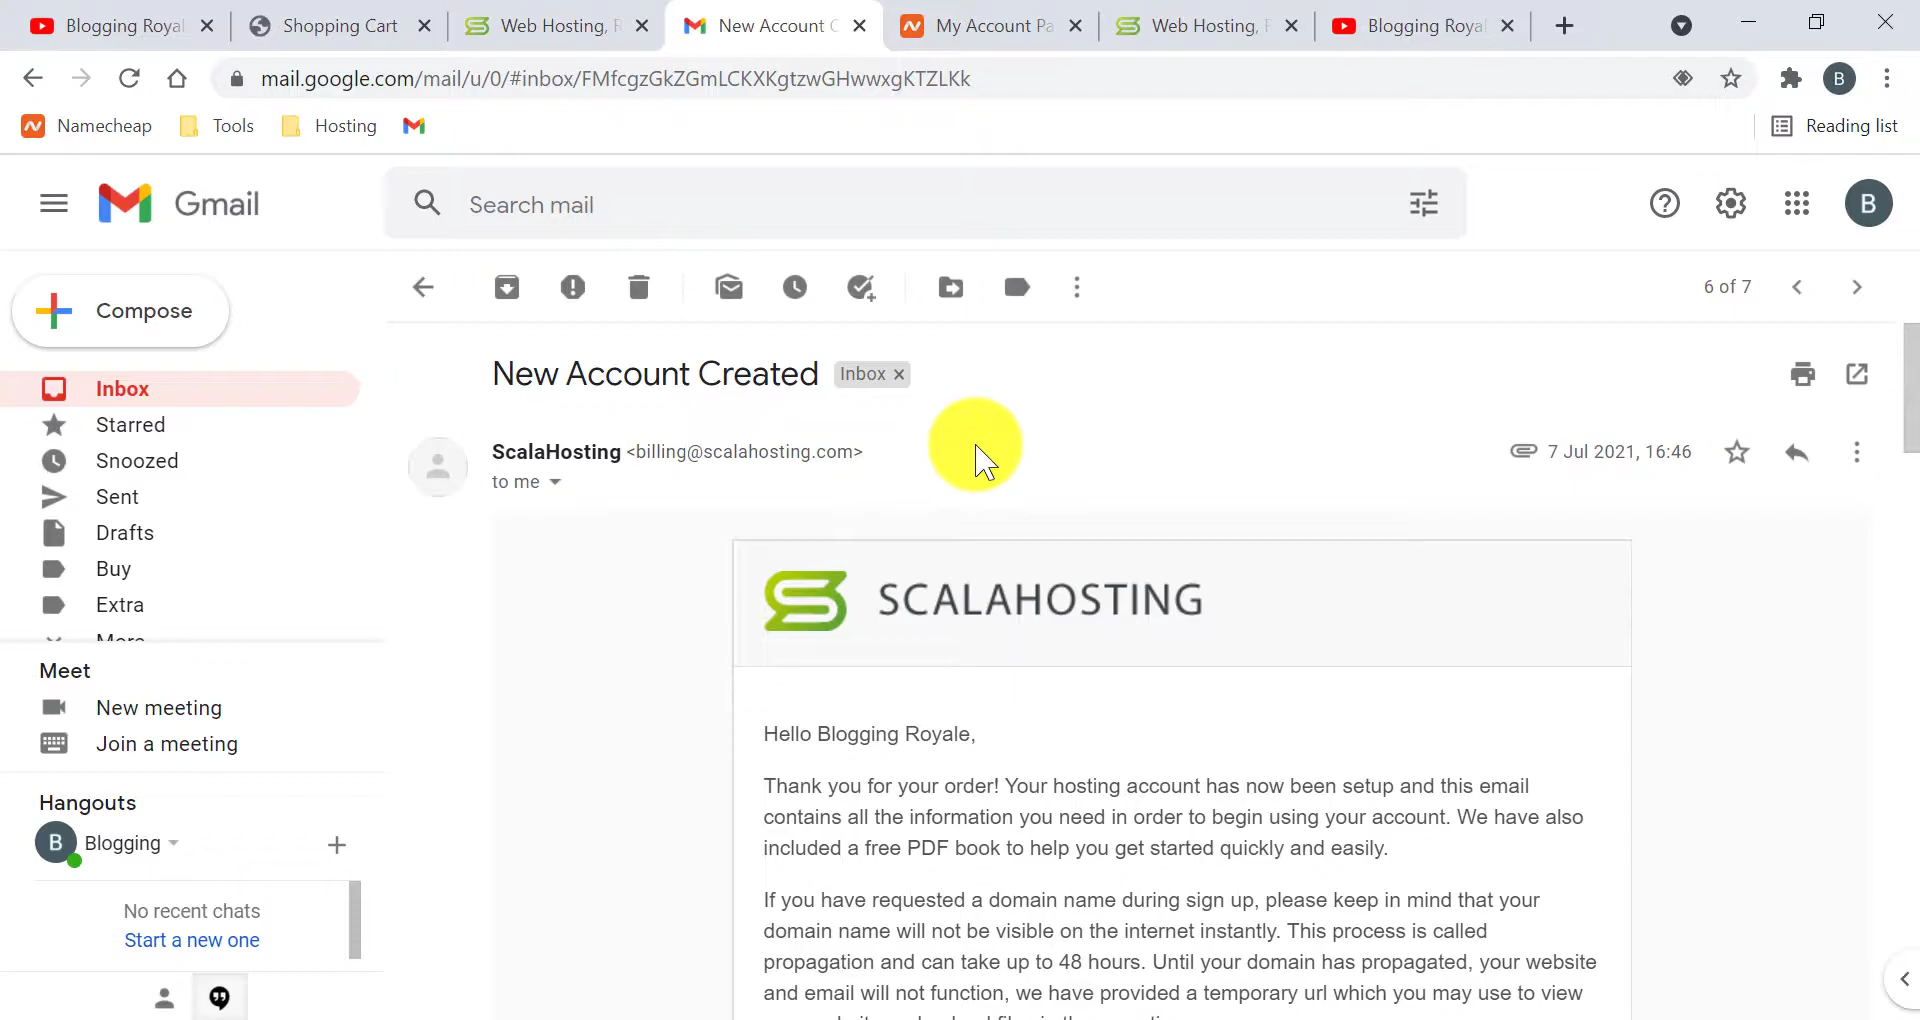 Blogging Royal
Shopping Cart
Web Hosting,
New Account
My Account Pa
Web Hosting,
Blogging Royal
mail.google.com/mail/u/0/#inbox/FMfcgzGkZGmLCKXKgtzwGHwwxgKTZLKk
B
Namecheap
Tools
Hosting
Reading list
Gmail
Search mail
B
Compose
6 of 7
New Account Created
Inbox ×
Inbox
Starred
Snoozed
Sent
Drafts
Buy
Extra
More
ScalaHosting <billing@scalahosting.com>
7 Jul 2021, 16:46
to me
SCALAHOSTING
Meet
New meeting
Join a meeting
Hello Blogging Royale,
Thank you for your order! Your hosting account has now been setup and this email
contains all the information you need in order to begin using your account. We have also
included a free PDF book to help you get started quickly and easily.
Hangouts
B
Blogging
No recent chats
Start a new one
If you have requested a domain name during sign up, please keep in mind that your
domain name will not be visible on the internet instantly. This process is called
propagation and can take up to 48 hours. Until your domain has propagated, your website
and email will not function, we have provided a temporary url which you may use to view